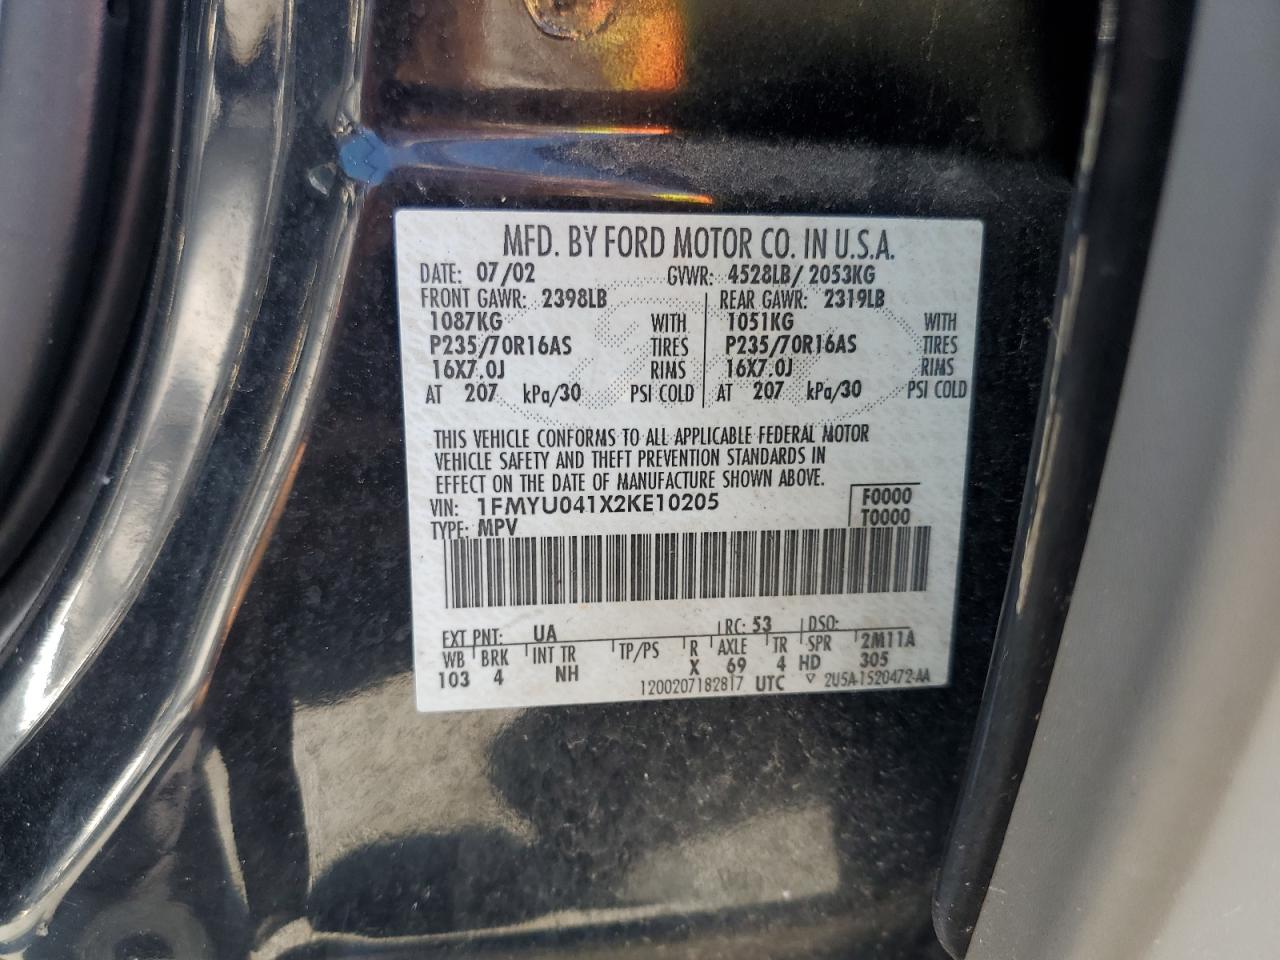 MFD. BY FORD MOTOR CO. IN U.S.A.
DATE: 07/02 GVWR: 4528LB/ 2053KG
FRONT GAWR: 2398LB REAR GAWR: 2319LB
1087KG WITH 1051KG WITH
P235/70R16AS TIRES P235/70R16AS TIRES
16X7.0J RIMS 16X7.0J RIMS
AT 207 kPa/30 PSI COLD AT 207 kPa/30 PSI COLD
THIS VEHICLE CONFORMS TO ALL APPLICABLE FEDERAL MOTOR
VEHICLE SAFETY AND THEFT PREVENTION STANDARDS IN
EFFECT ON THE DATE OF MANUFACTURE SHOWN ABOVE.
VIN: 1FMYU041X2KE10205 F0000
TYPE: MPV T0000
EXT PNT: UA RC: 53 DSO:
WB BRK INT TR TP/PS R AXLE TR SPR 2M11A
103 4 NH X 69 4 HD 305
1200207182817 UTC ▽ 2U5A-1520472-AA